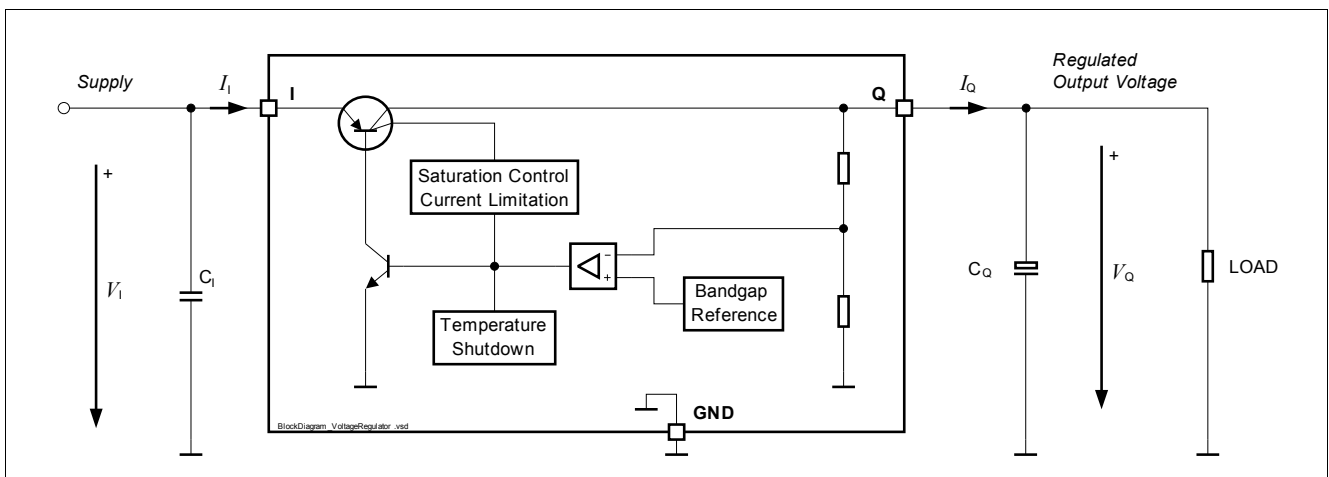 Supply
I_I
I
Q
I_Q
Regulated
Output Voltage
+
+
Saturation Control
Current Limitation
C_I
V_I
-
+
Bandgap
Reference
Temperature
Shutdown
C_Q
V_Q
LOAD
GND
BlockDiagram_VoltageRegulator .vsd